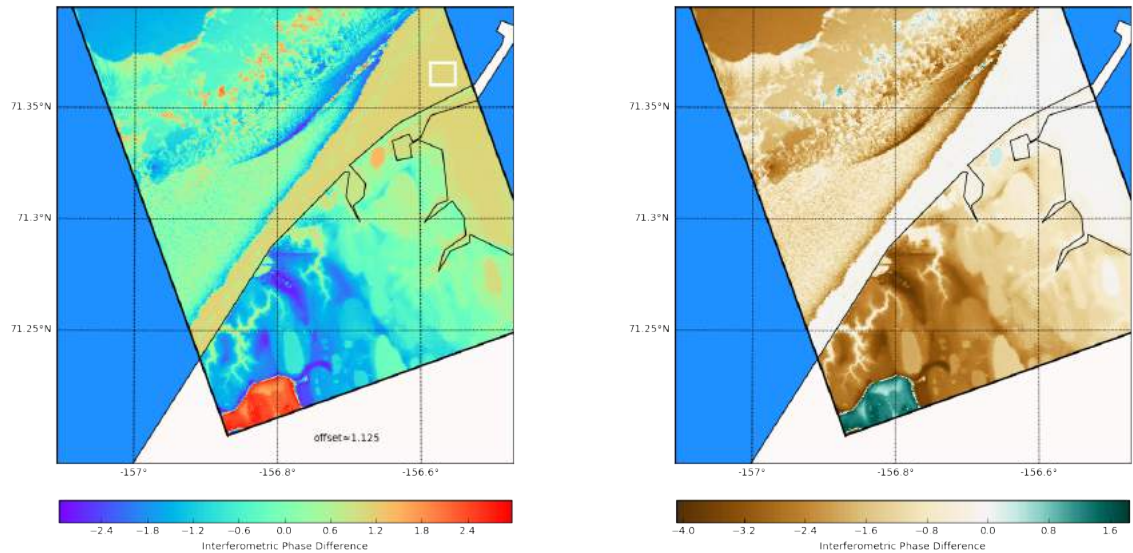 71.35°N
71.3°N
71.25°N
offset≈1.125
-157° -156.8° -156.6° -157° -156.8° -156.6°
−2.4 −1.8 −1.2 −0.6 0.0 0.6 1.2 1.8 2.4 −4.0 −3.2 −2.4 −1.6 −0.8 0.0 0.8 1.6
Interferometric Phase Difference Interferometric Phase Difference
71.35°N
71.3°N
71.25°N